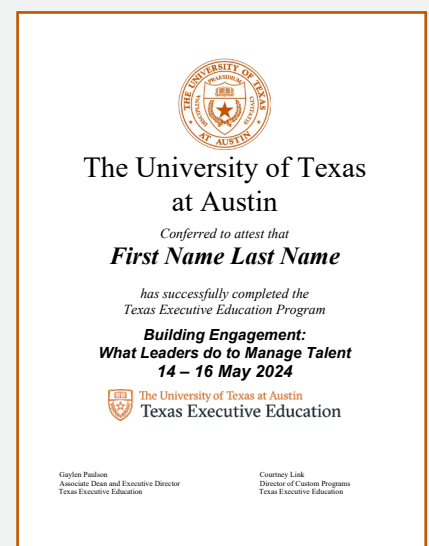 THE UNIVERSITY OF TEXAS
PRAESIDIUM
DISCIPLINA
CIVITATIS
AT AUSTIN
The University of Texas
at Austin
Conferred to attest that
First Name Last Name
has successfully completed the
Texas Executive Education Program
Building Engagement:
What Leaders do to Manage Talent
14 – 16 May 2024
The University of Texas at Austin
Texas Executive Education
Gaylen Paulson
Associate Dean and Executive Director
Texas Executive Education
Courtney Link
Director of Custom Programs
Texas Executive Education